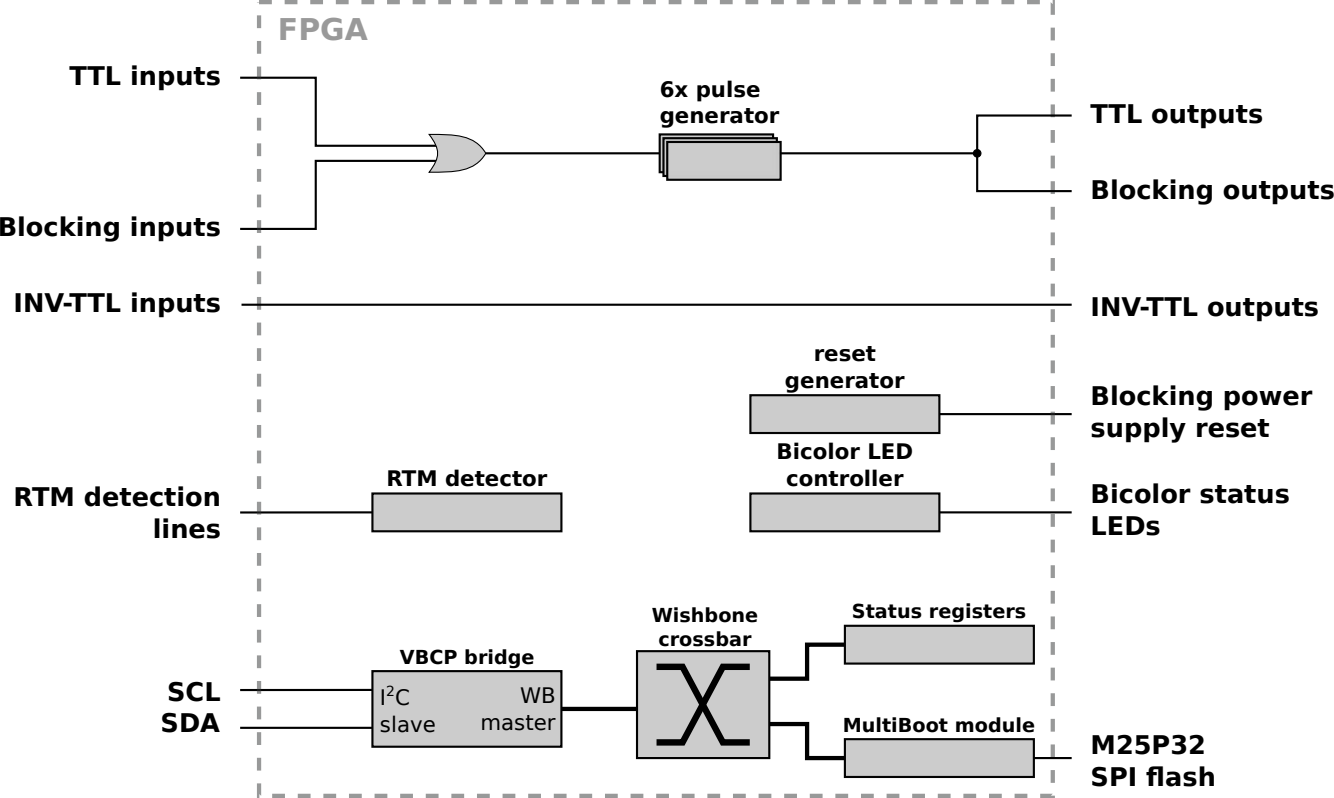 FPGA
TTL inputs
6x pulse
generator
TTL outputs
Blocking outputs
Blocking inputs
INV-TTL inputs
INV-TTL outputs
reset
generator
Blocking power
supply reset
Bicolor LED
controller
RTM detector
RTM detection
lines
Bicolor status
LEDs
Wishbone
crossbar
Status registers
VBCP bridge
SCL
SDA
I²C
slave
WB
master
MultiBoot module
M25P32
SPI flash